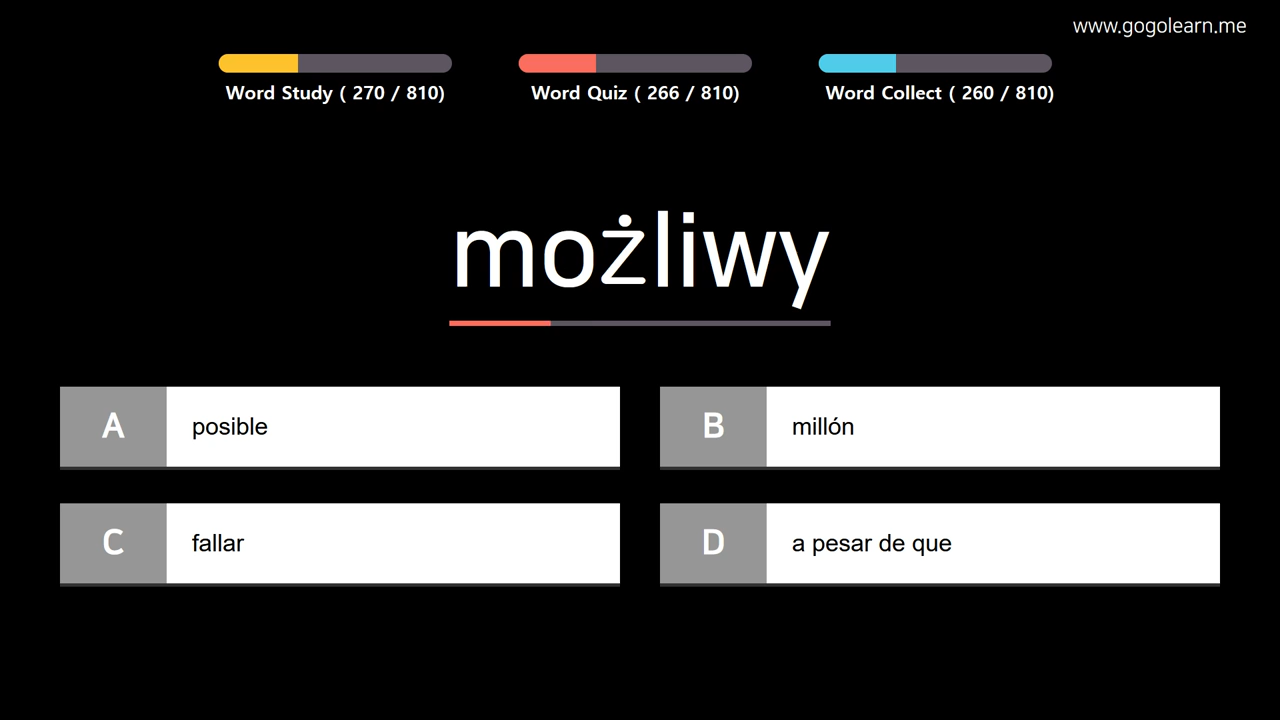 www.gogolearn.me
Word Study ( 270 / 810)
Word Quiz ( 266 / 810)
Word Collect ( 260 / 810)
możliwy
A posible
B millón
C fallar
D a pesar de que